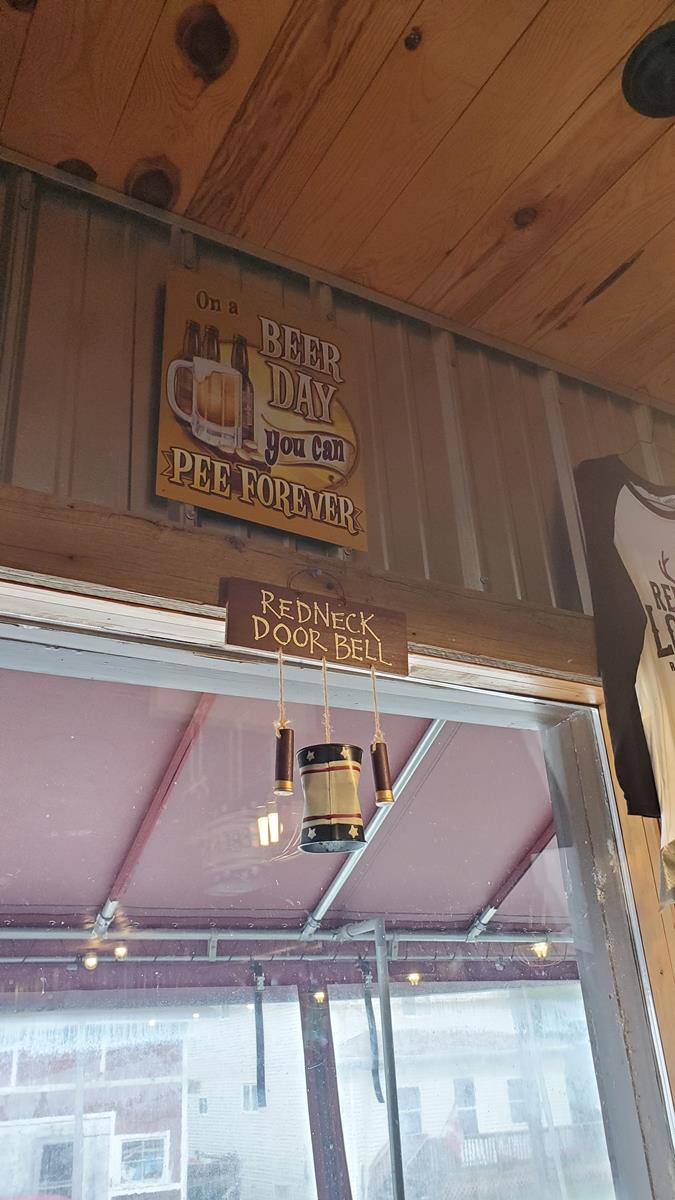 On a
BEER
DAY
you can
PEE FOREVER
REDNECK
DOOR BELL